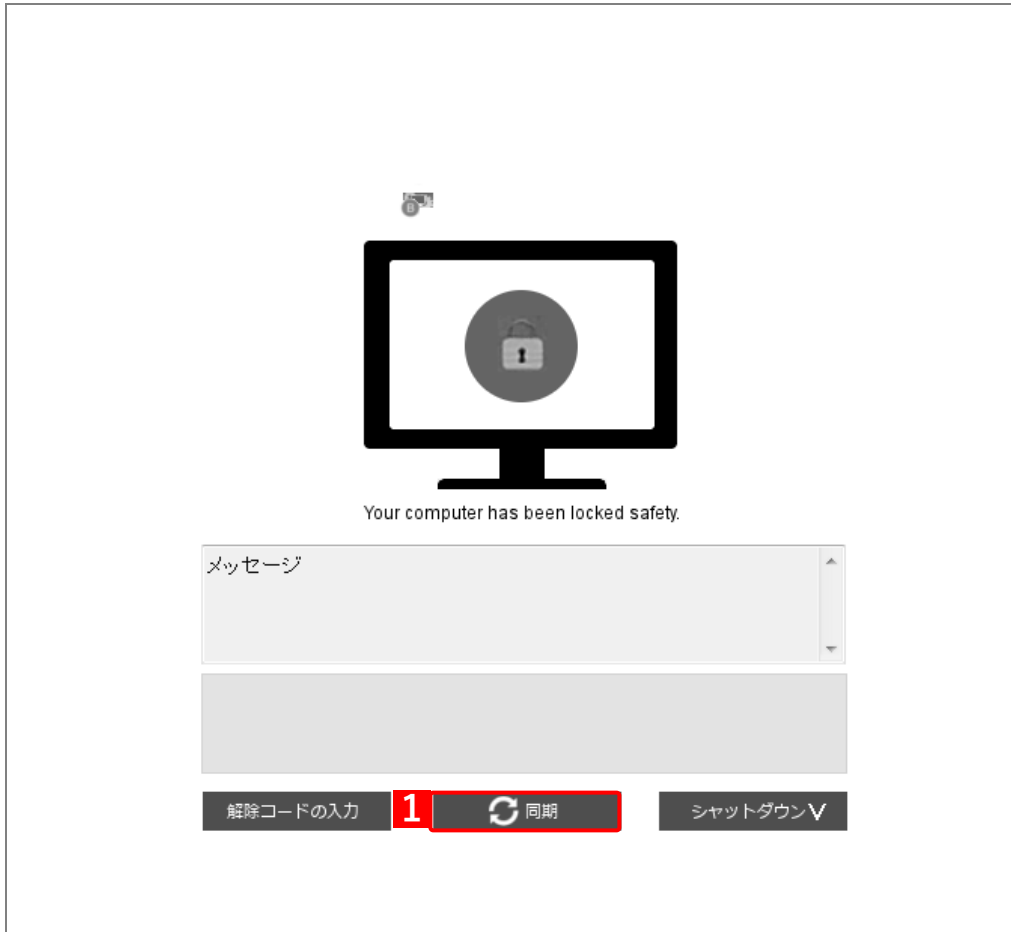 B
Your computer has been locked safety.
メッセージ
解除コードの入力
1
同期
シャットダウン V